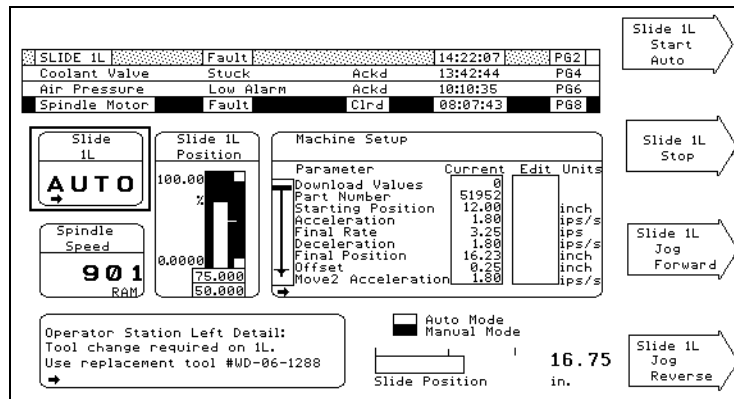 SLIDE 1L Fault 14:22:07 PG2
Coolant Valve Stuck Ackd 13:42:44 PG4
Air Pressure Low Alarm Ackd 10:10:35 PG6
Spindle Motor Fault Clrd 08:07:43 PG8
Slide 1L
Start
Auto
Slide
1L
AUTO
Slide 1L
Position
100.00
%
0.0000
75.000
50.000
Spindle
Speed
901
RAM
Machine Setup
Parameter Current Edit Units
Download Values 0
Part Number 51952
Starting Position 12.00 inch
Acceleration 1.80 ips/s
Final Rate 3.25 ips
Deceleration 1.80 ips/s
Final Position 16.23 inch
Offset 0.25 inch
Move2 Acceleration 1.80 ips/s
Slide 1L
Stop
Slide 1L
Jog
Forward
Operator Station Left Detail:
Tool change required on 1L.
Use replacement tool #WD-06-1288
Auto Mode
Manual Mode
16.75
Slide Position in.
Slide 1L
Jog
Reverse